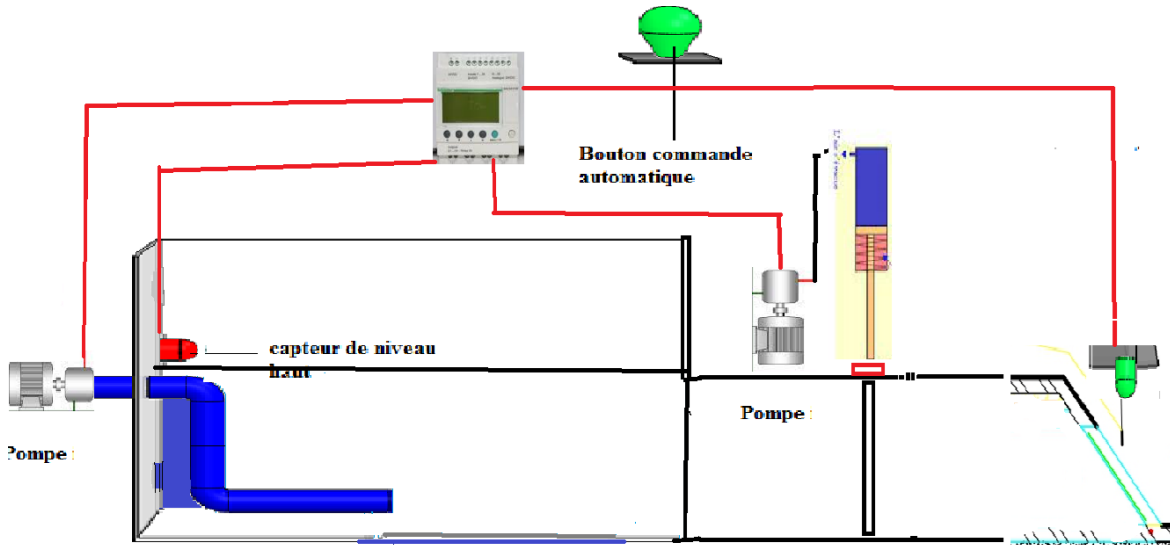 Bouton commande
automatique
capteur de niveau
haut
Pompe :
Pompe :